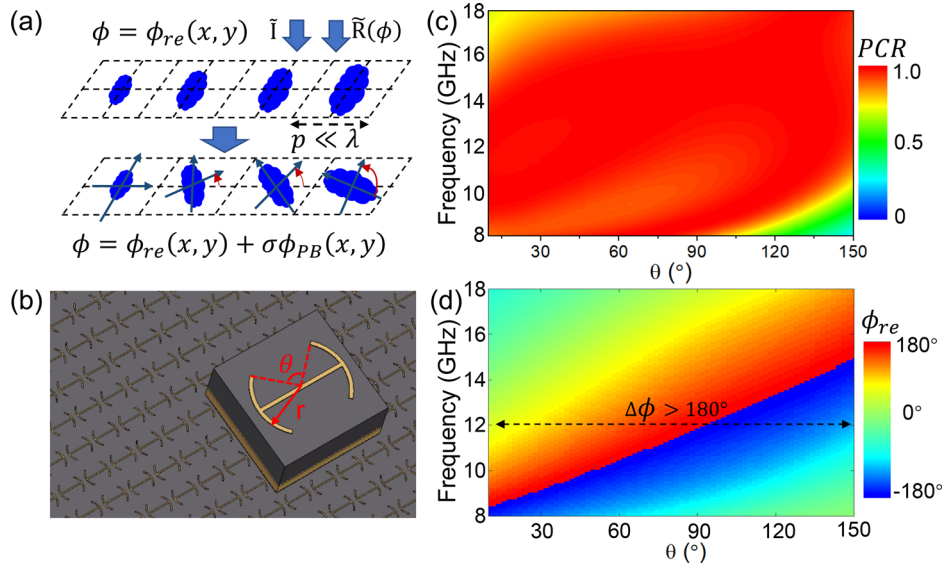 (a)
ϕ = ϕ_re(x, y)
Ĩ
R̃(ϕ)
p ≪ λ
ϕ = ϕ_re(x, y) + σϕ_PB(x, y)
(b)
θ
r
(c)
Frequency (GHz)
18
16
14
12
10
8
30
60
90
120
150
θ (°)
PCR
1.0
0.5
0
(d)
Frequency (GHz)
18
16
14
12
10
8
Δϕ > 180°
30
60
90
120
150
θ (°)
ϕ_re
180°
0°
-180°